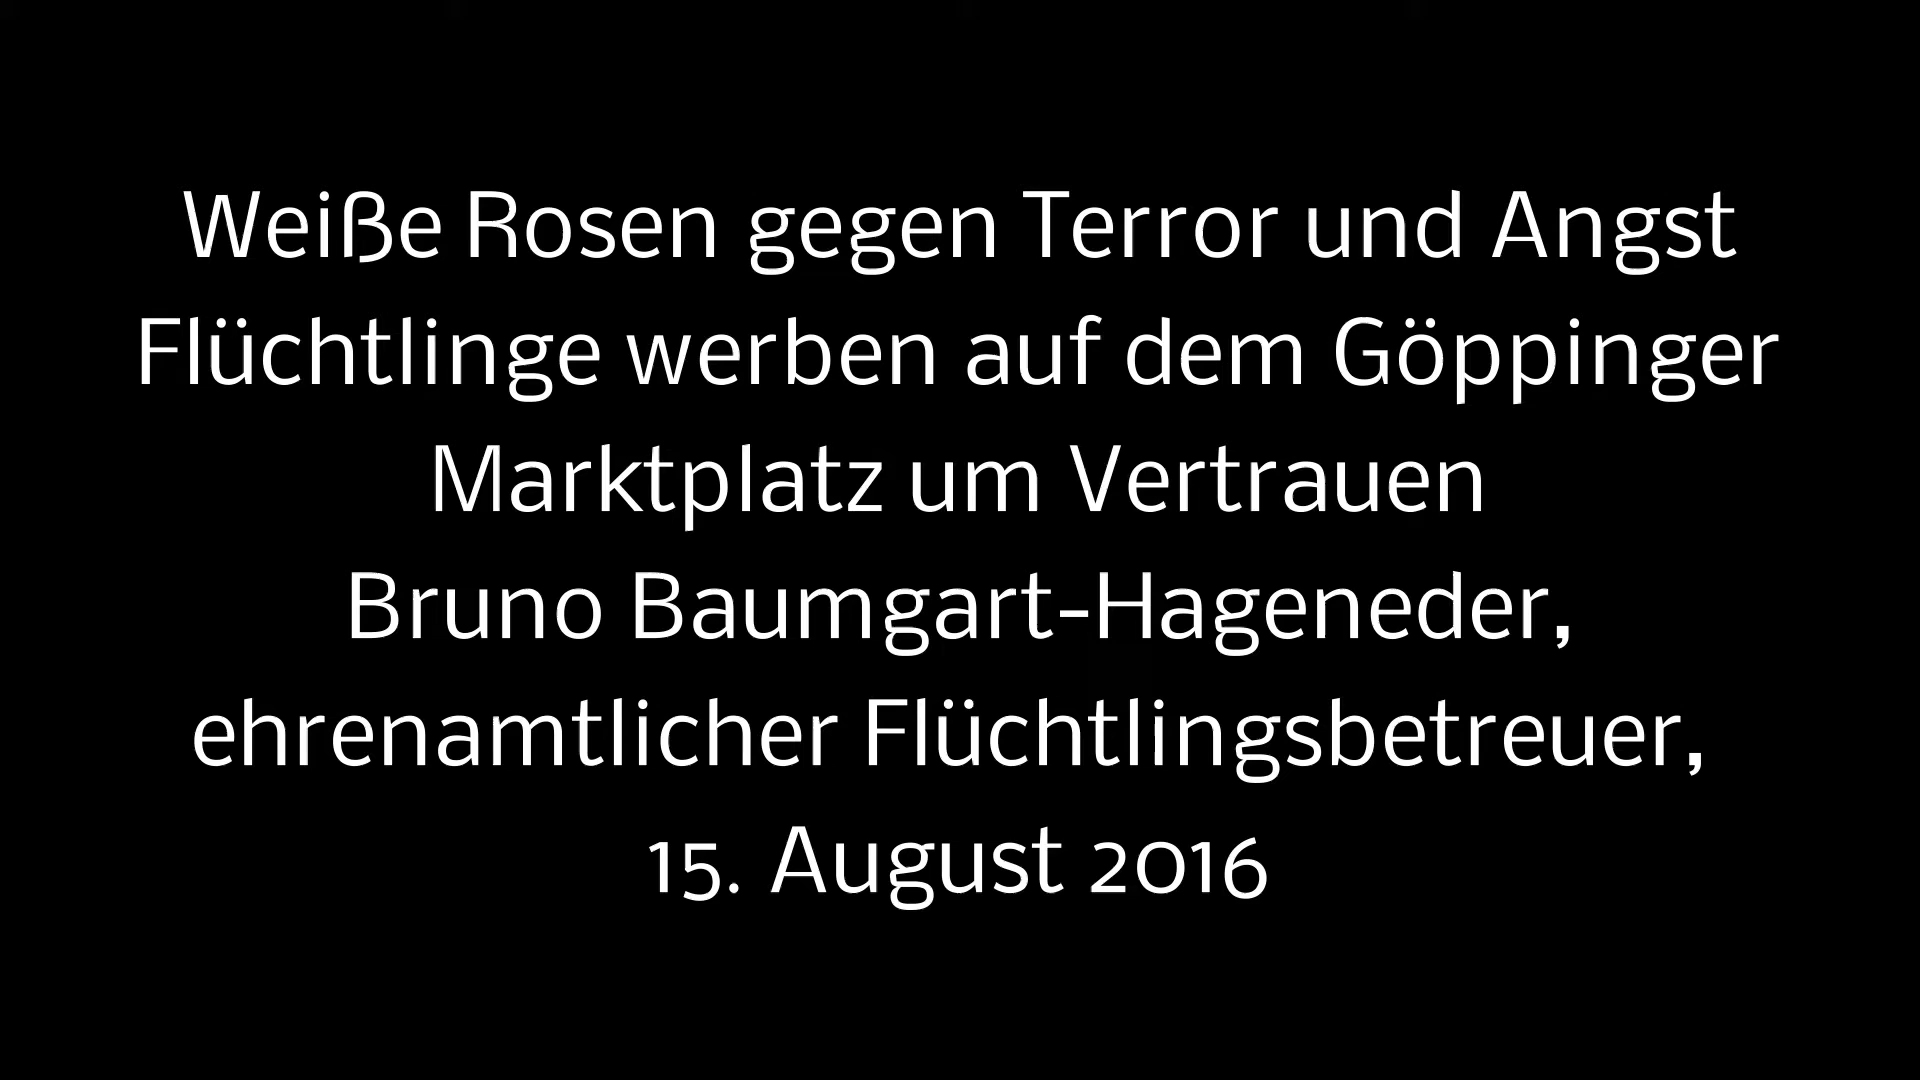 Weiße Rosen gegen Terror und Angst
Flüchtlinge werben auf dem Göppinger
Marktplatz um Vertrauen
Bruno Baumgart-Hageneder,
ehrenamtlicher Flüchtlingsbetreuer,
15. August 2016